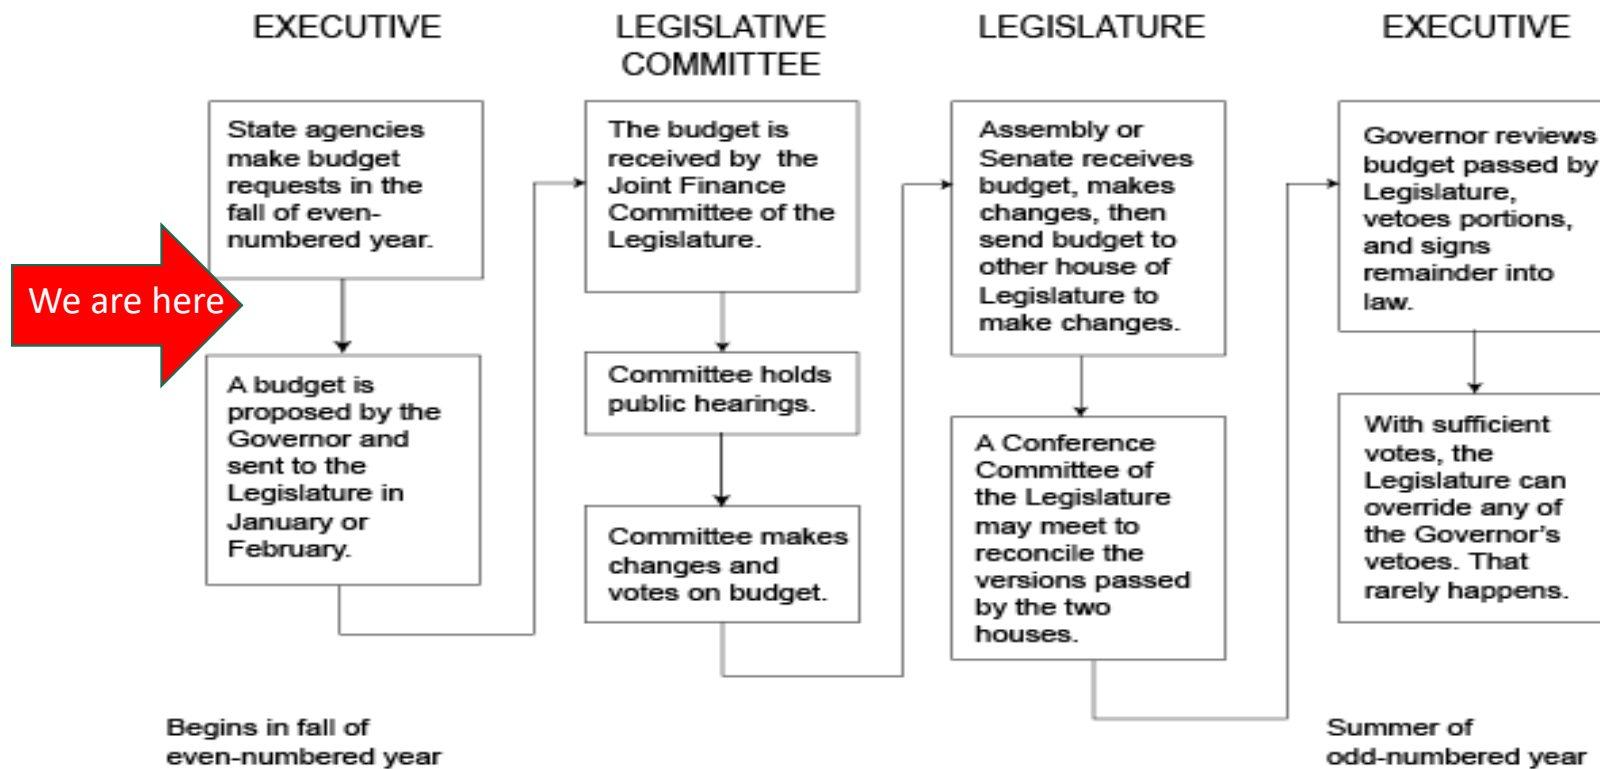 EXECUTIVE
State agencies
make budget
requests in the
fall of even-
numbered year.
We are here
A budget is
proposed by the
Governor and
sent to the
Legislature in
January or
February.
Begins in fall of
even-numbered year
LEGISLATIVE
COMMITTEE
The budget is
received by the
Joint Finance
Committee of the
Legislature.
Committee holds
public hearings.
Committee makes
changes and
votes on budget.
LEGISLATURE
Assembly or
Senate receives
budget, makes
changes, then
send budget to
other house of
Legislature to
make changes.
A Conference
Committee of
the Legislature
may meet to
reconcile the
versions passed
by the two
houses.
EXECUTIVE
Governor reviews
budget passed by
Legislature,
vetoes portions,
and signs
remainder into
law.
With sufficient
votes, the
Legislature can
override any of
the Governor's
vetoes. That
rarely happens.
Summer of
odd-numbered year